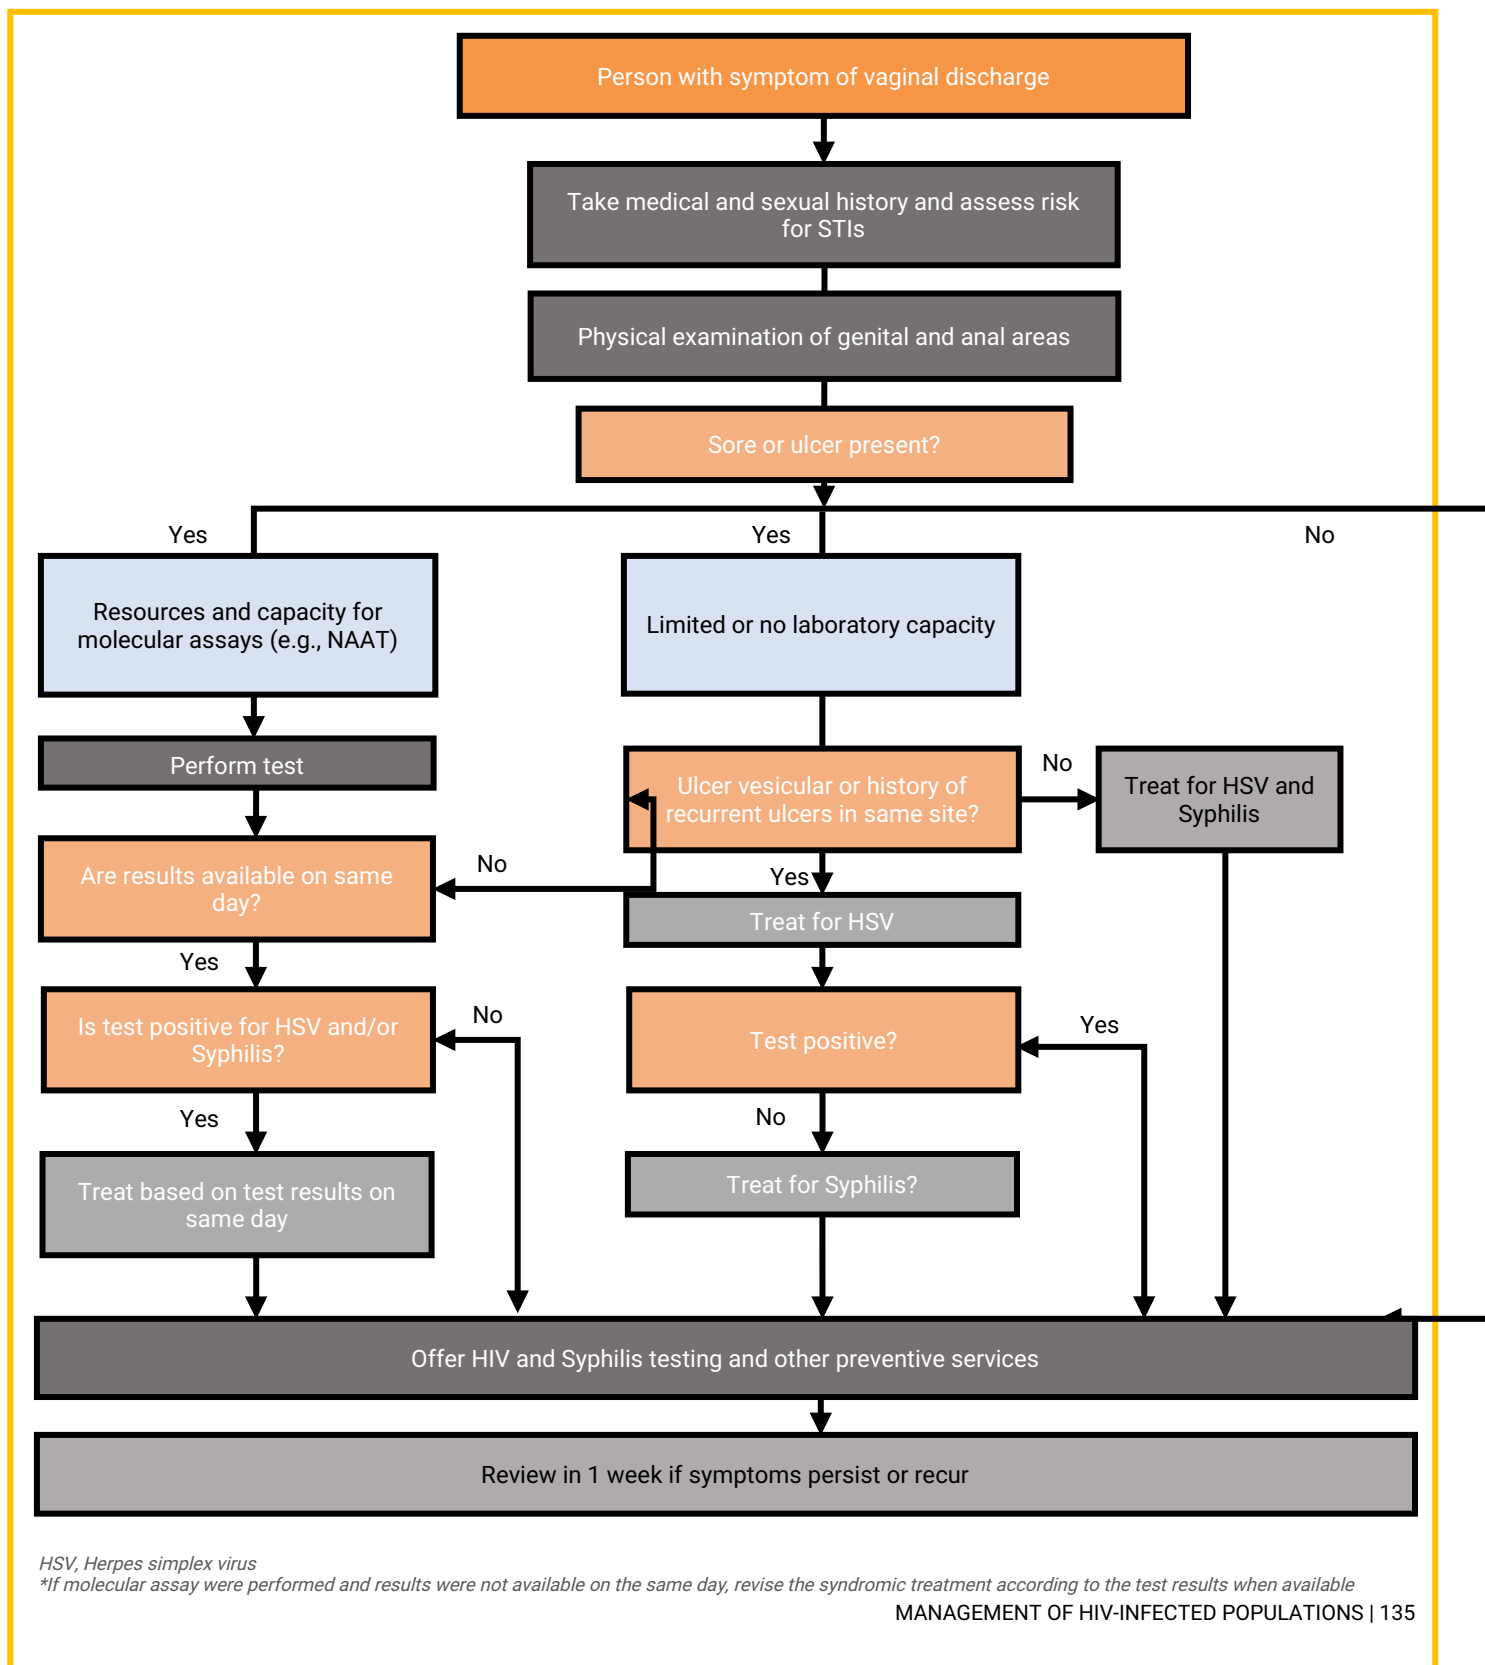 Person with symptom of vaginal discharge
Take medical and sexual history and assess risk
for STIs
Physical examination of genital and anal areas
Sore or ulcer present?
Yes
Yes
No
Resources and capacity for
molecular assays (e.g., NAAT)
Limited or no laboratory capacity
Perform test
Ulcer vesicular or history of
recurrent ulcers in same site?
No
Treat for HSV and
Syphilis
Are results available on same
day?
No
Yes
Treat for HSV
Yes
Is test positive for HSV and/or
Syphilis?
No
Test positive?
Yes
Yes
No
Treat based on test results on
same day
Treat for Syphilis?
Offer HIV and Syphilis testing and other preventive services
Review in 1 week if symptoms persist or recur
HSV, Herpes simplex virus
*If molecular assay were performed and results were not available on the same day, revise the syndromic treatment according to the test results when available
MANAGEMENT OF HIV-INFECTED POPULATIONS | 135